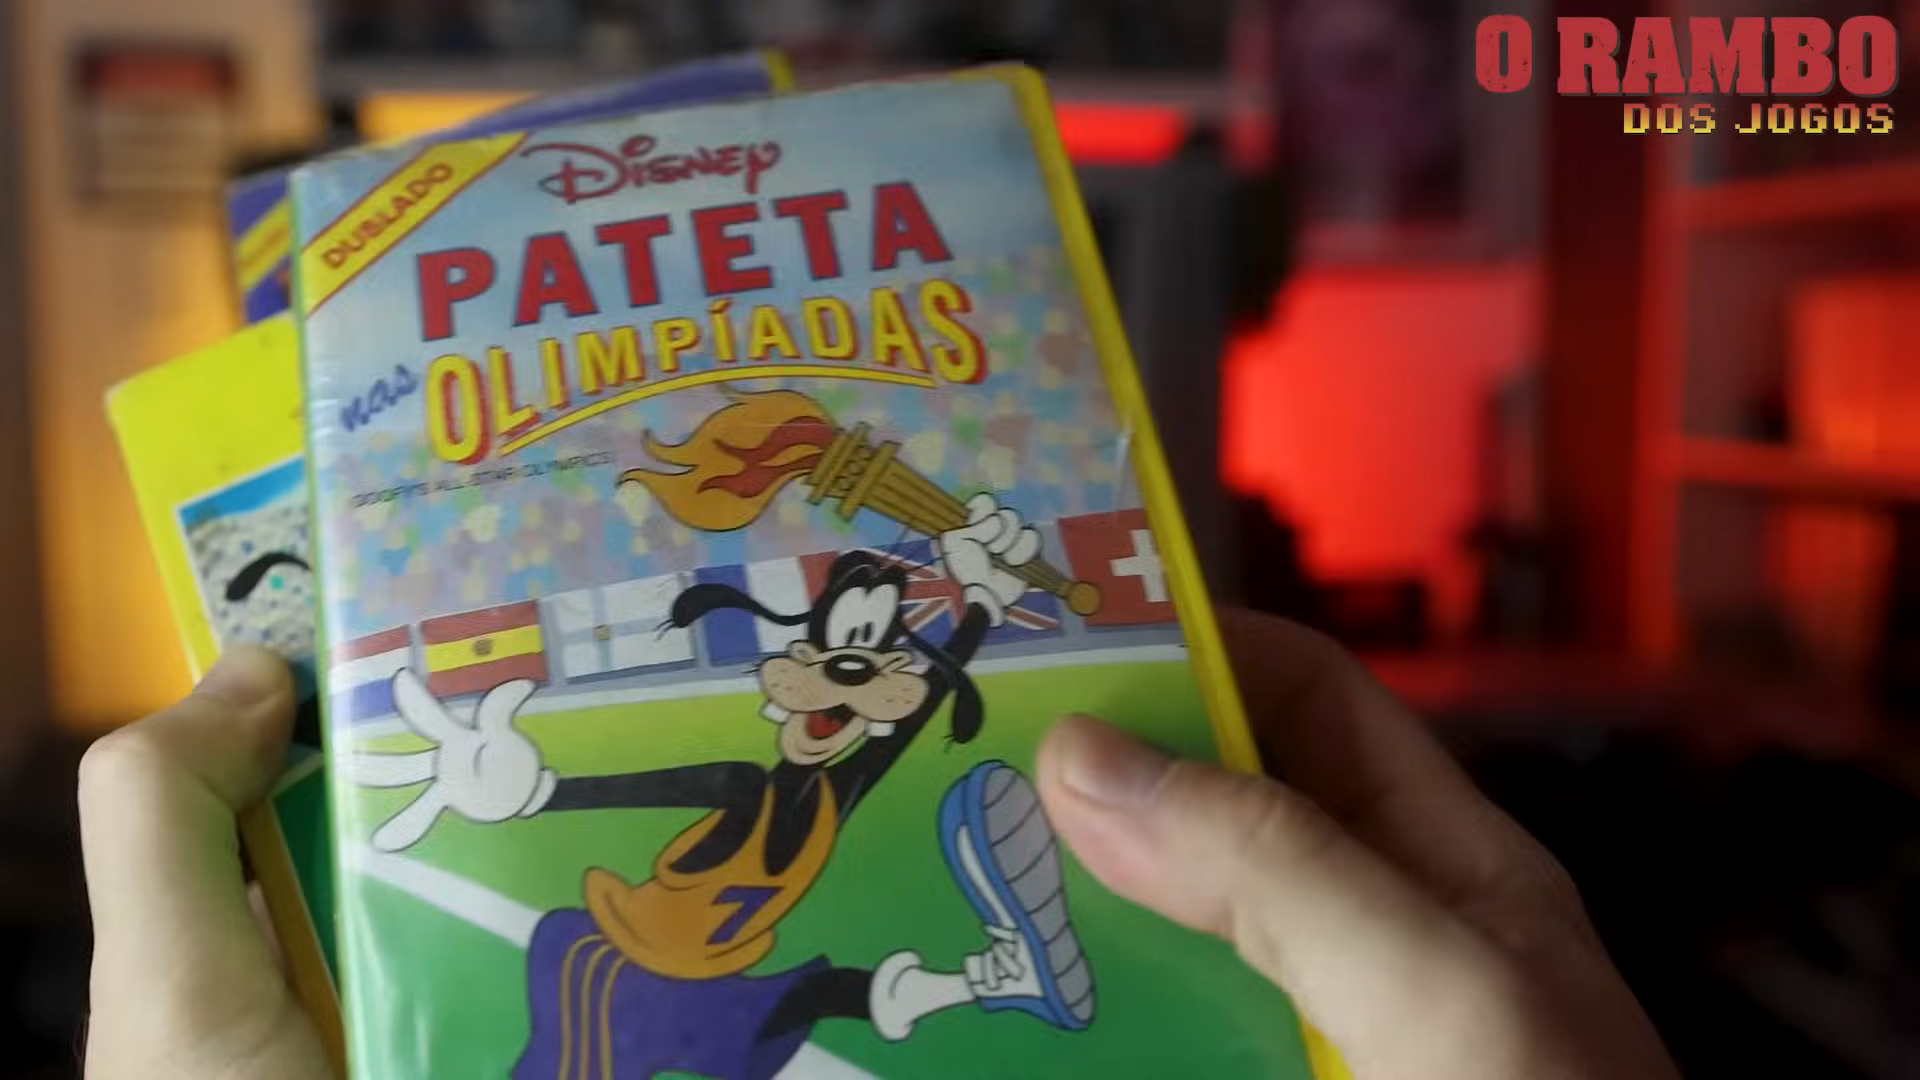 O RAMBO
DOS JOGOS
DUBLADO
DISNEY
PATETA
nas
OLIMPÍADAS
GOOFY'S ALL-STAR OLYMPICS
7